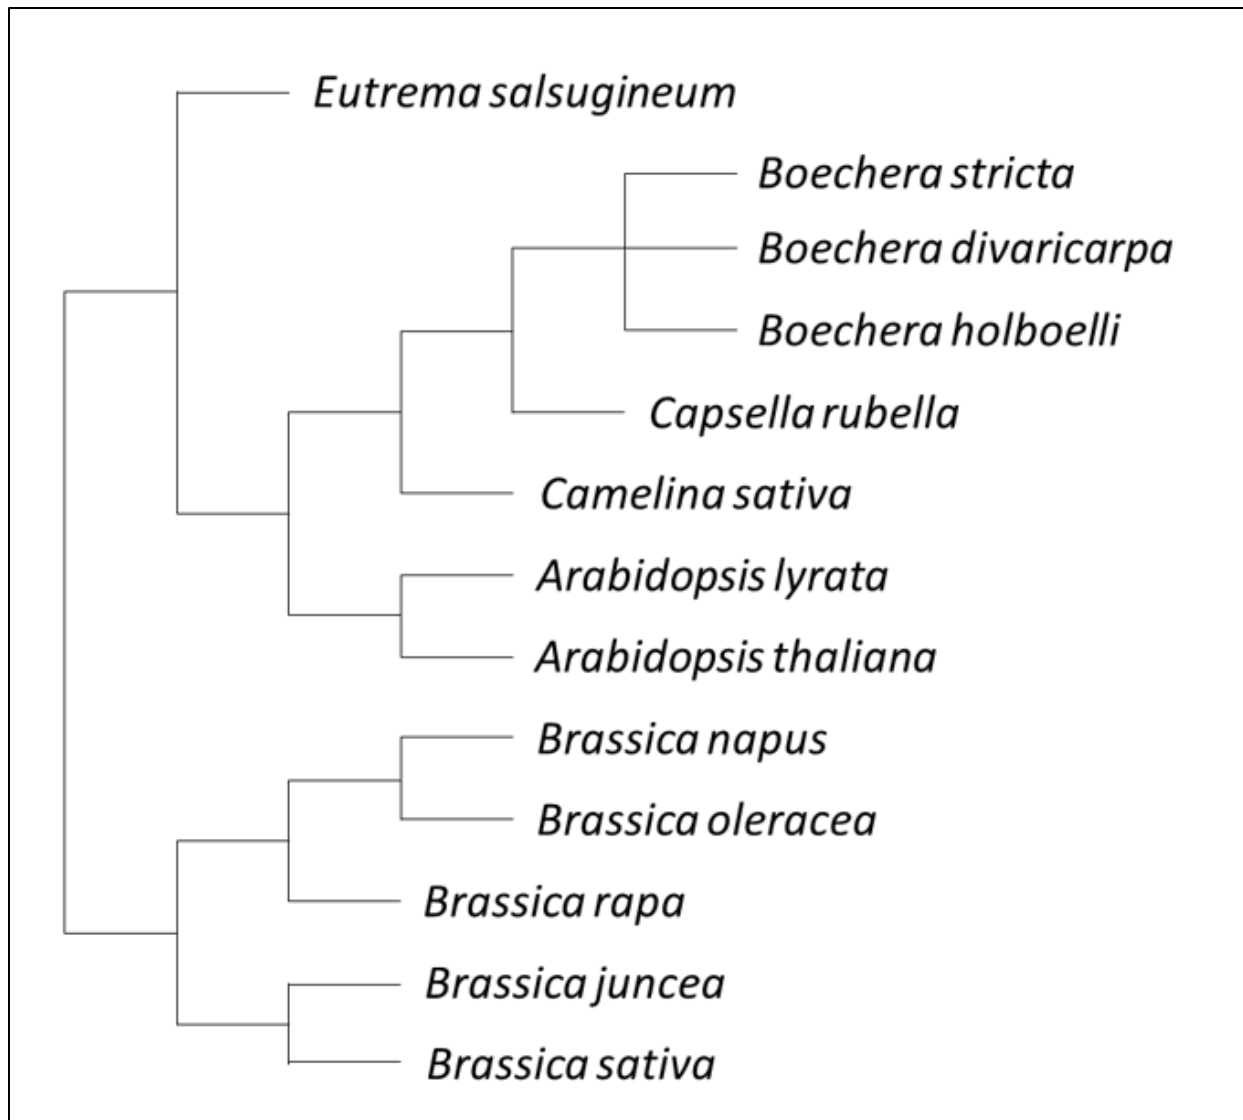 Eutrema salsugineum
Boechera stricta
Boechera divaricarpa
Boechera holboelli
Capsella rubella
Camelina sativa
Arabidopsis lyrata
Arabidopsis thaliana
Brassica napus
Brassica oleracea
Brassica rapa
Brassica juncea
Brassica sativa